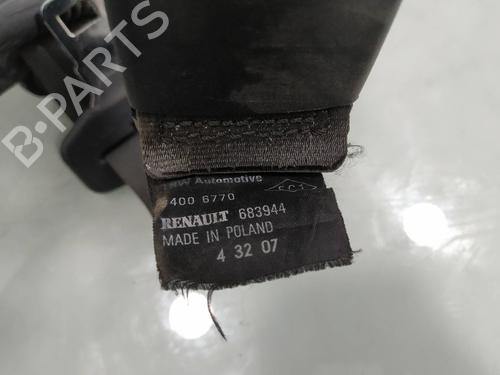 B-PARTS
TRW Automotive
400 6770
RENAULT 683944
MADE IN POLAND
4 32 07